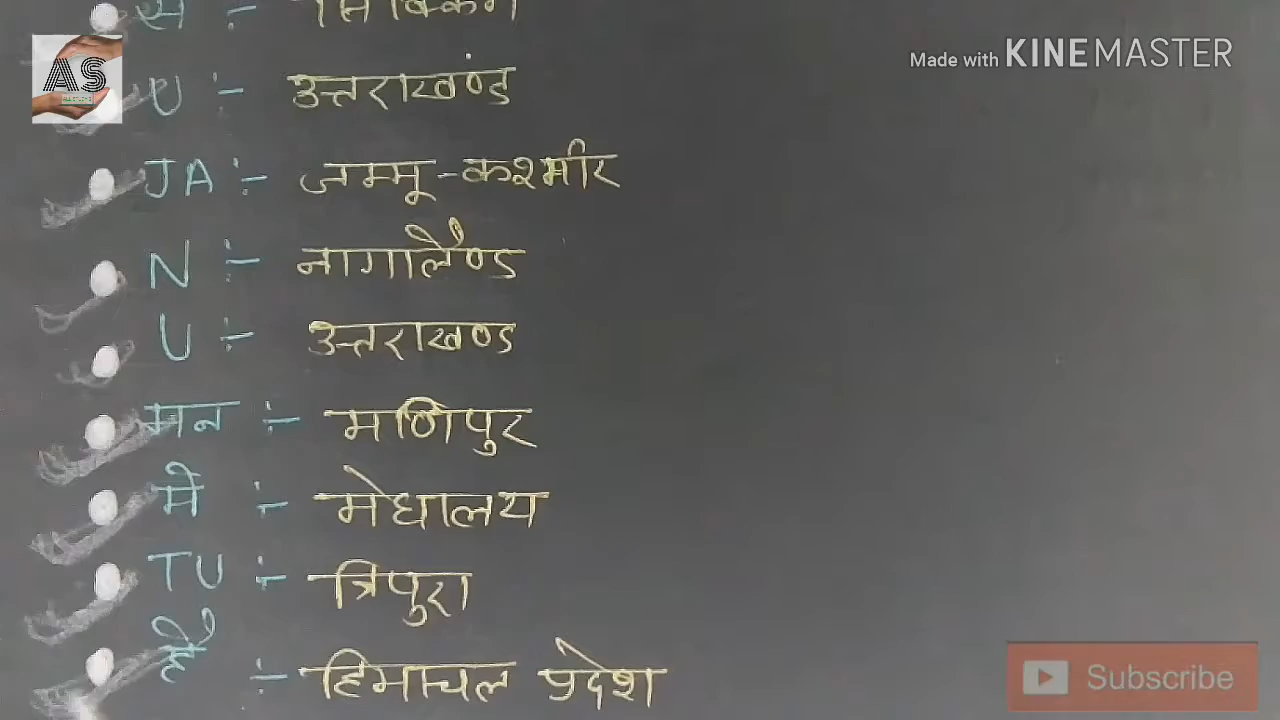 स :- सिक्किम
AS
Made with KINEMASTER
U :- उत्तराखंड
JA :- जम्मू-कश्मीर
N :- नागालैण्ड
U :- उत्तराखण्ड
मन :- मणिपुर
मे :- मेघालय
TU :- त्रिपुरा
है :- हिमाचल प्रदेश
Subscribe